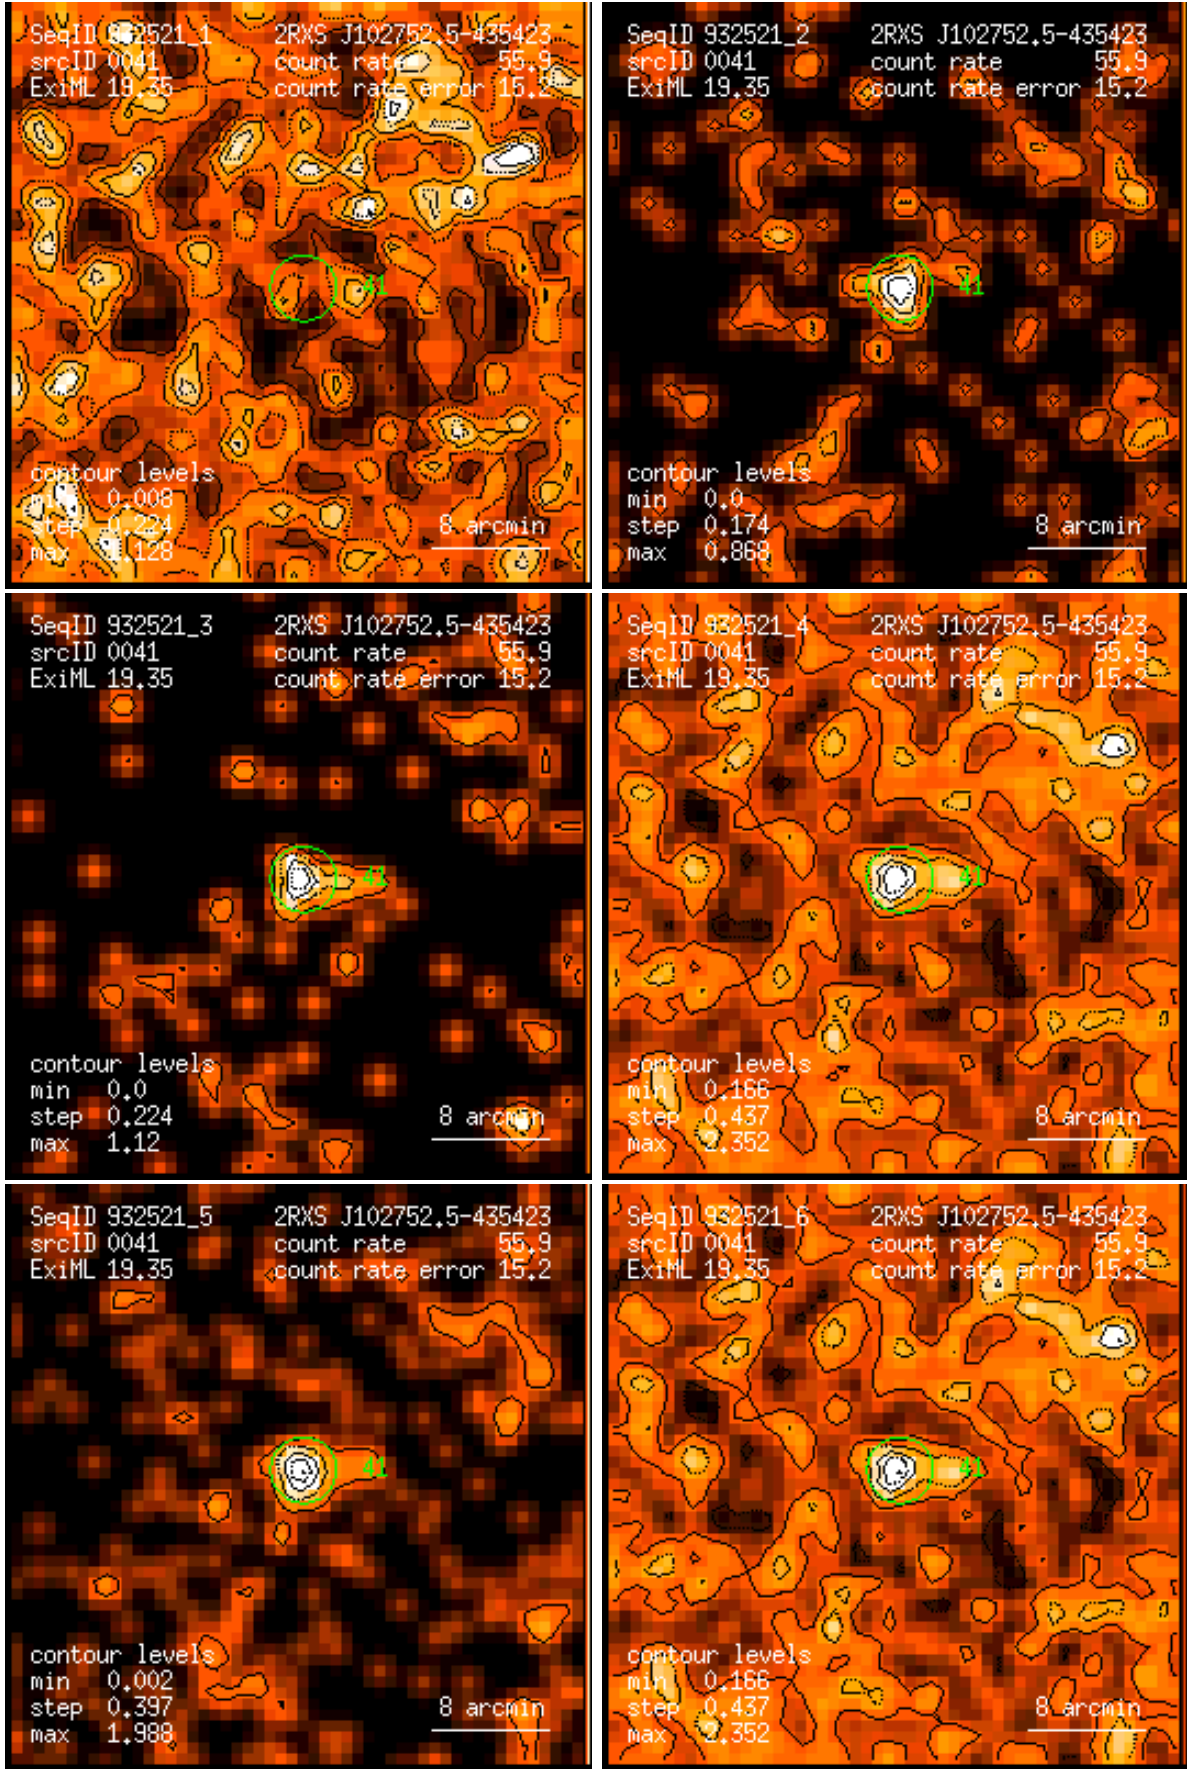 SeqID 932521_1 2RXS J102752.5-435423
srcID 0041 count rate 55.9
ExiML 19.35 count rate error 15.2
41
contour levels
min 0.008
step 0.224
max 1.128
8 arcmin
SeqID 932521_2 2RXS J102752.5-435423
srcID 0041 count rate 55.9
ExiML 19.35 count rate error 15.2
41
contour levels
min 0.0
step 0.174
max 0.868
8 arcmin
SeqID 932521_3 2RXS J102752.5-435423
srcID 0041 count rate 55.9
ExiML 19.35 count rate error 15.2
41
contour levels
min 0.0
step 0.224
max 1.12
8 arcmin
SeqID 932521_4 2RXS J102752.5-435423
srcID 0041 count rate 55.9
ExiML 19.35 count rate error 15.2
41
contour levels
min 0.166
step 0.437
max 2.352
8 arcmin
SeqID 932521_5 2RXS J102752.5-435423
srcID 0041 count rate 55.9
ExiML 19.35 count rate error 15.2
41
contour levels
min 0.002
step 0.397
max 1.988
8 arcmin
SeqID 932521_6 2RXS J102752.5-435423
srcID 0041 count rate 55.9
ExiML 19.35 count rate error 15.2
41
contour levels
min 0.166
step 0.437
max 2.352
8 arcmin